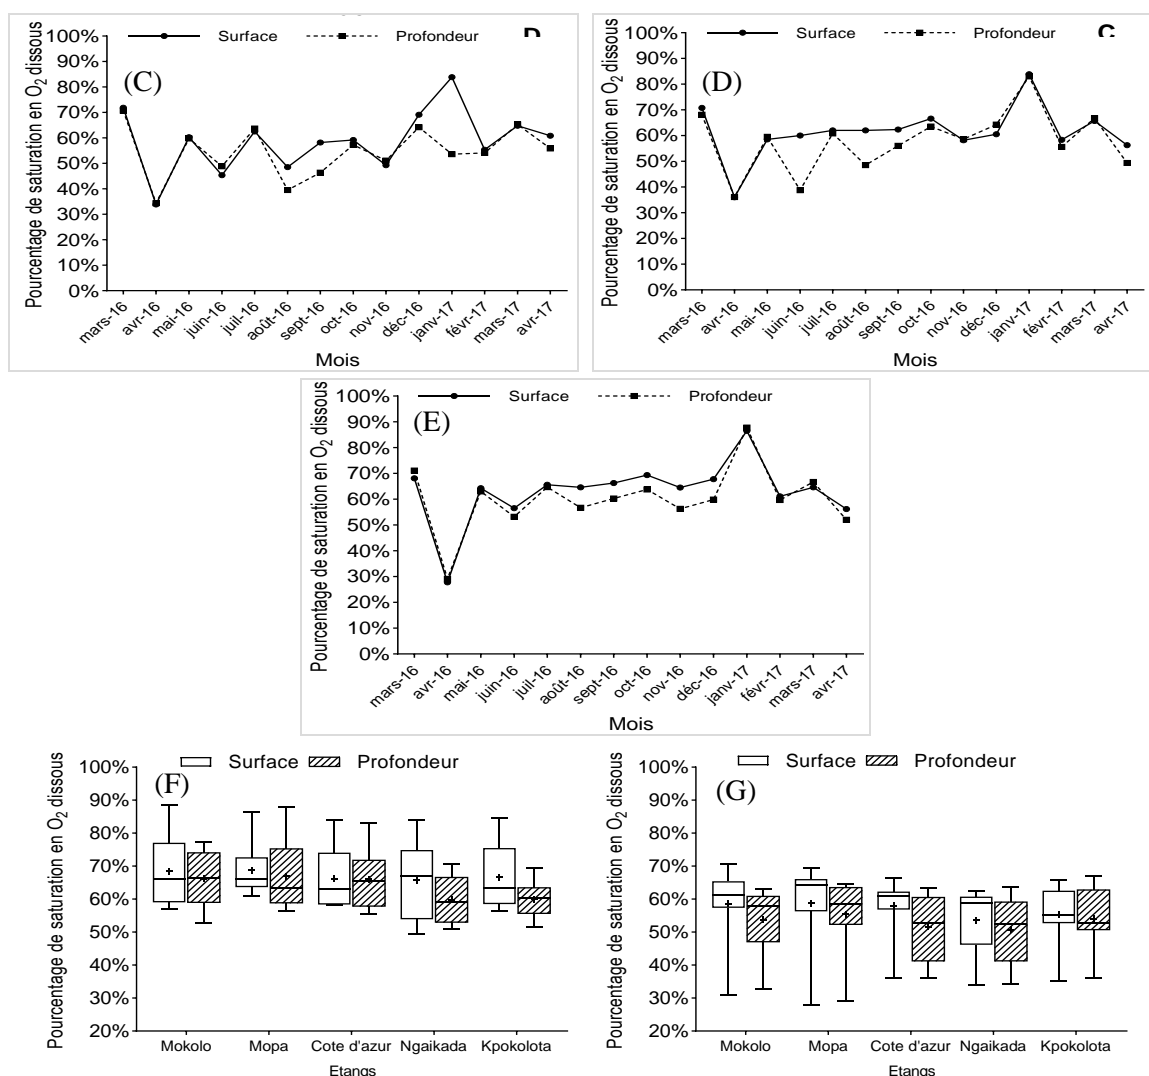 Surface Profondeur
(C)
Pourcentage de saturation en O2 dissous
100%
90%
80%
70%
60%
50%
40%
30%
20%
10%
0%
mars-16 avr-16 mai-16 juin-16 juil-16 août-16 sept-16 oct-16 nov-16 déc-16 janv-17 févr-17 mars-17 avr-17
Mois
Surface Profondeur
(D)
Pourcentage de saturation en O2 dissous
100%
90%
80%
70%
60%
50%
40%
30%
20%
10%
0%
mars-16 avr-16 mai-16 juin-16 juil-16 août-16 sept-16 oct-16 nov-16 déc-16 janv-17 févr-17 mars-17 avr-17
Mois
Surface Profondeur
(E)
Pourcentage de saturation en O2 dissous
100%
90%
80%
70%
60%
50%
40%
30%
20%
10%
0%
mars-16 avr-16 mai-16 juin-16 juil-16 août-16 sept-16 oct-16 nov-16 déc-16 janv-17 févr-17 mars-17 avr-17
Mois
Surface Profondeur
(F)
Pourcentage de saturation en O2 dissous
100%
90%
80%
70%
60%
50%
40%
30%
20%
Mokolo Mopa Cote d'azur Ngaikada Kpokolota
Etangs
Surface Profondeur
(G)
Pourcentage de saturation en O2 dissous
100%
90%
80%
70%
60%
50%
40%
30%
20%
Mokolo Mopa Cote d'azur Ngaikada Kpokolota
Etangs